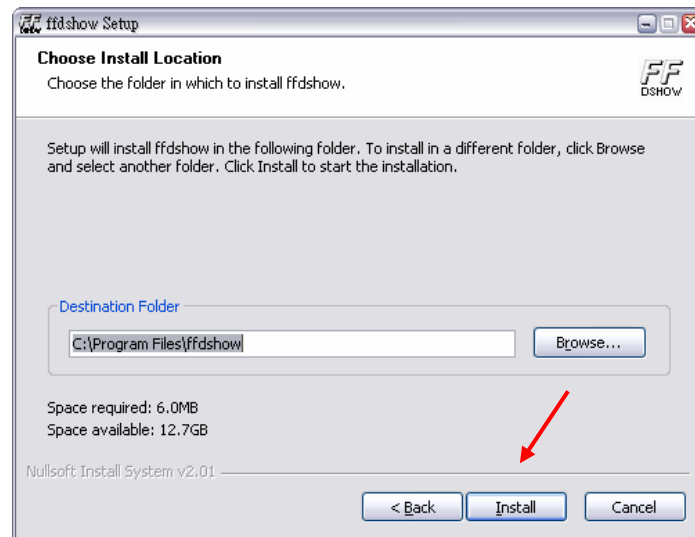 ffdshow Setup
Choose Install Location
Choose the folder in which to install ffdshow.
FF
DSHOW
Setup will install ffdshow in the following folder. To install in a different folder, click Browse
and select another folder. Click Install to start the installation.
Destination Folder
C:\Program Files\ffdshow
Browse...
Space required: 6.0MB
Space available: 12.7GB
Nullsoft Install System v2.01
< Back
Install
Cancel